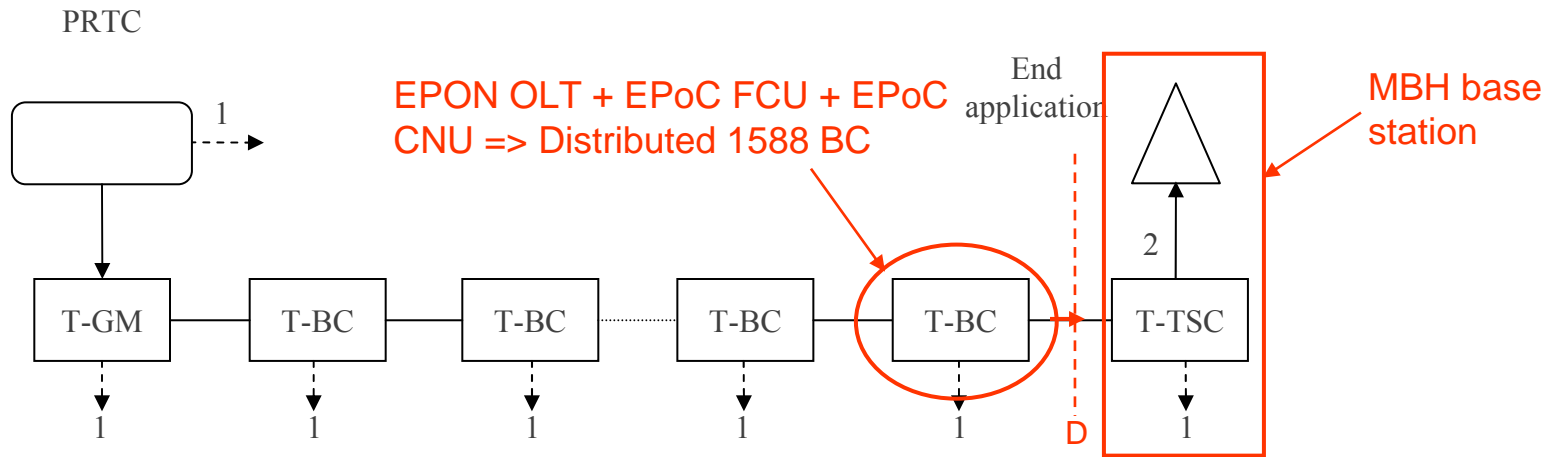 PRTC
1
EPON OLT + EPoC FCU + EPoC
CNU => Distributed 1588 BC
End
application
MBH base
station
2
T-GM
T-BC
T-BC
T-BC
T-BC
T-TSC
1
1
1
1
1
D
1